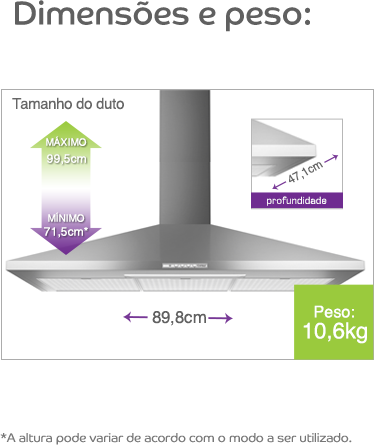 Dimensões e peso:
Tamanho do duto
MÁXIMO
99,5cm
MÍNIMO
71,5cm*
47,1cm
profundidade
89,8cm
Peso:
10,6kg
*A altura pode variar de acordo com o modo a ser utilizado.